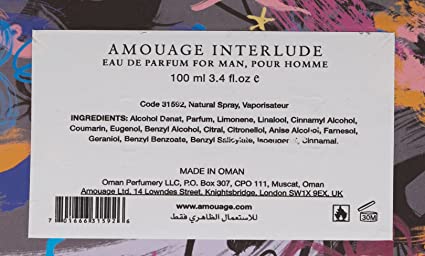 AMOUAGE INTERLUDE
EAU DE PARFUM FOR MAN, POUR HOMME
100 ml 3.4 fl.oz ℮
Code 31592, Natural Spray, Vaporisateur
INGREDIENTS: Alcohol Denat, Parfum, Limonene, Linalool, Cinnamyl Alcohol,
Coumarin, Eugenol, Benzyl Alcohol, Citral, Citronellol, Anise Alcohol, Farnesol,
Geraniol, Benzyl Benzoate, Benzyl Salicylate, Isoeugenol, Cinnamal.
MADE IN OMAN
Oman Perfumery LLC, P.O. Box 307, CPO 111, Muscat, Oman
Amouage Ltd. 14 Lowndes Street, Knightsbridge, London SW1X 9EX, UK
www.amouage.com
للاستعمال الظاهري فقط
7 01666 31592 8
30M